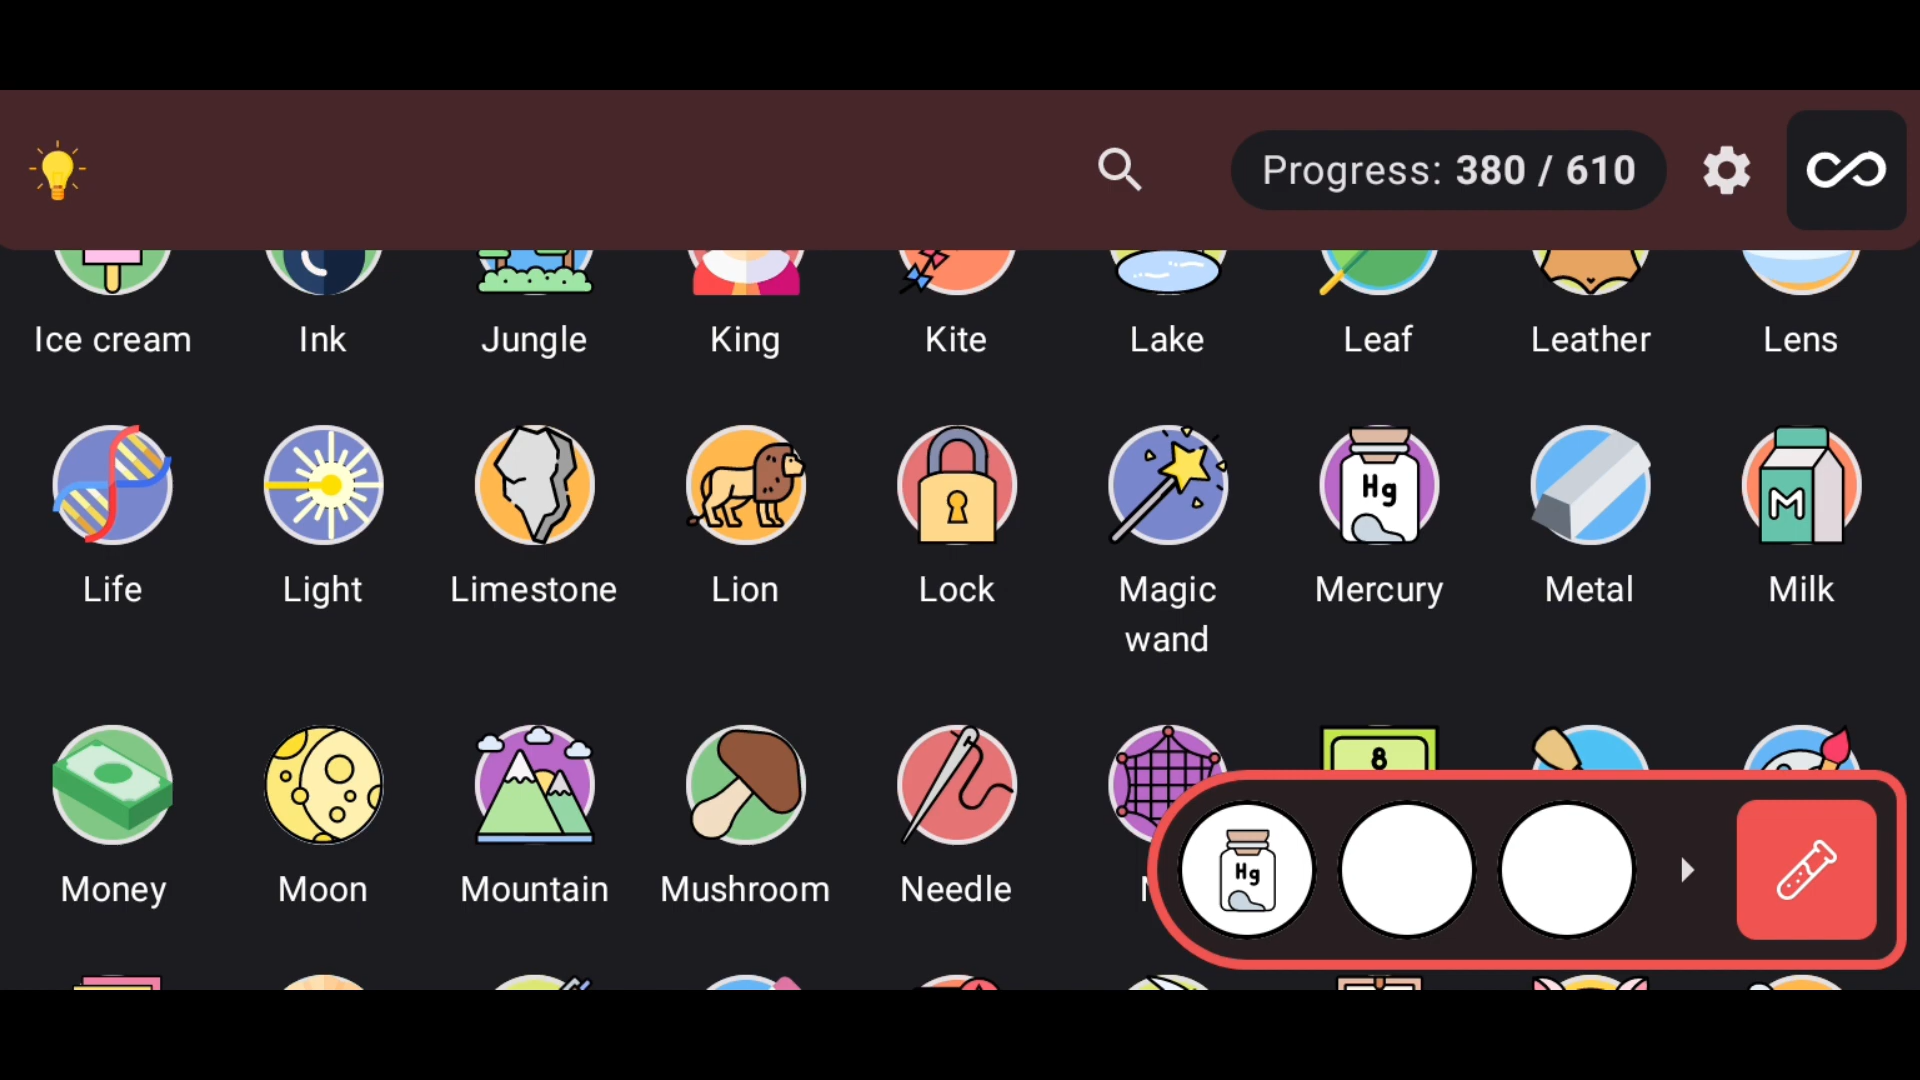 Progress: 380 / 610
Ice cream
Ink
Jungle
King
Kite
Lake
Leaf
Leather
Lens
Hg
M
Life
Light
Limestone
Lion
Lock
Magic
wand
Mercury
Metal
Milk
8
Money
Moon
Mountain
Mushroom
Needle
Hg